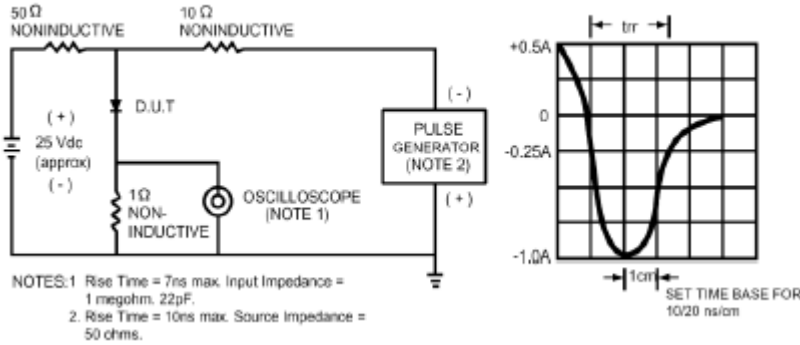 50 Ω
NONINDUCTIVE
10 Ω
NONINDUCTIVE
(+)
25 Vdc
(approx)
(-)
D.U.T
1Ω
NON-
INDUCTIVE
OSCILLOSCOPE
(NOTE 1)
(-)
PULSE
GENERATOR
(NOTE 2)
(+)
NOTES:1 Rise Time = 7ns max. Input Impedance =
1 megohm. 22pF.
2. Rise Time = 10ns max. Source Impedance =
50 ohms.
trr
+0.5A
0
-0.25A
-1.0A
1cm
SET TIME BASE FOR
10/20 ns/cm